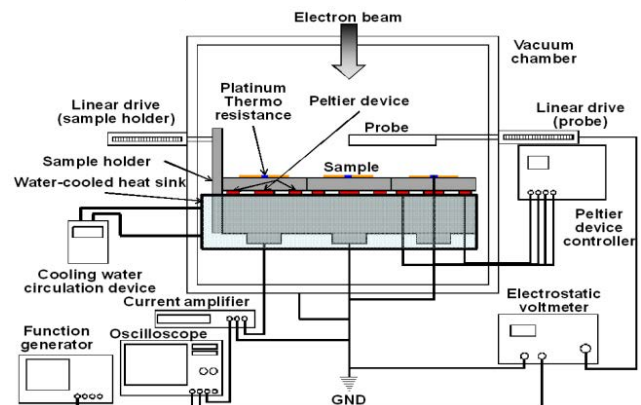 Electron beam
Vacuum
chamber
Platinum
Thermo
resistance
Peltier device
Linear drive
(sample holder)
Linear drive
(probe)
Probe
Sample holder
Sample
Water-cooled heat sink
Peltier
device
controller
Cooling water
circulation device
Current amplifier
Electrostatic
voltmeter
Function
generator
Oscilloscope
GND